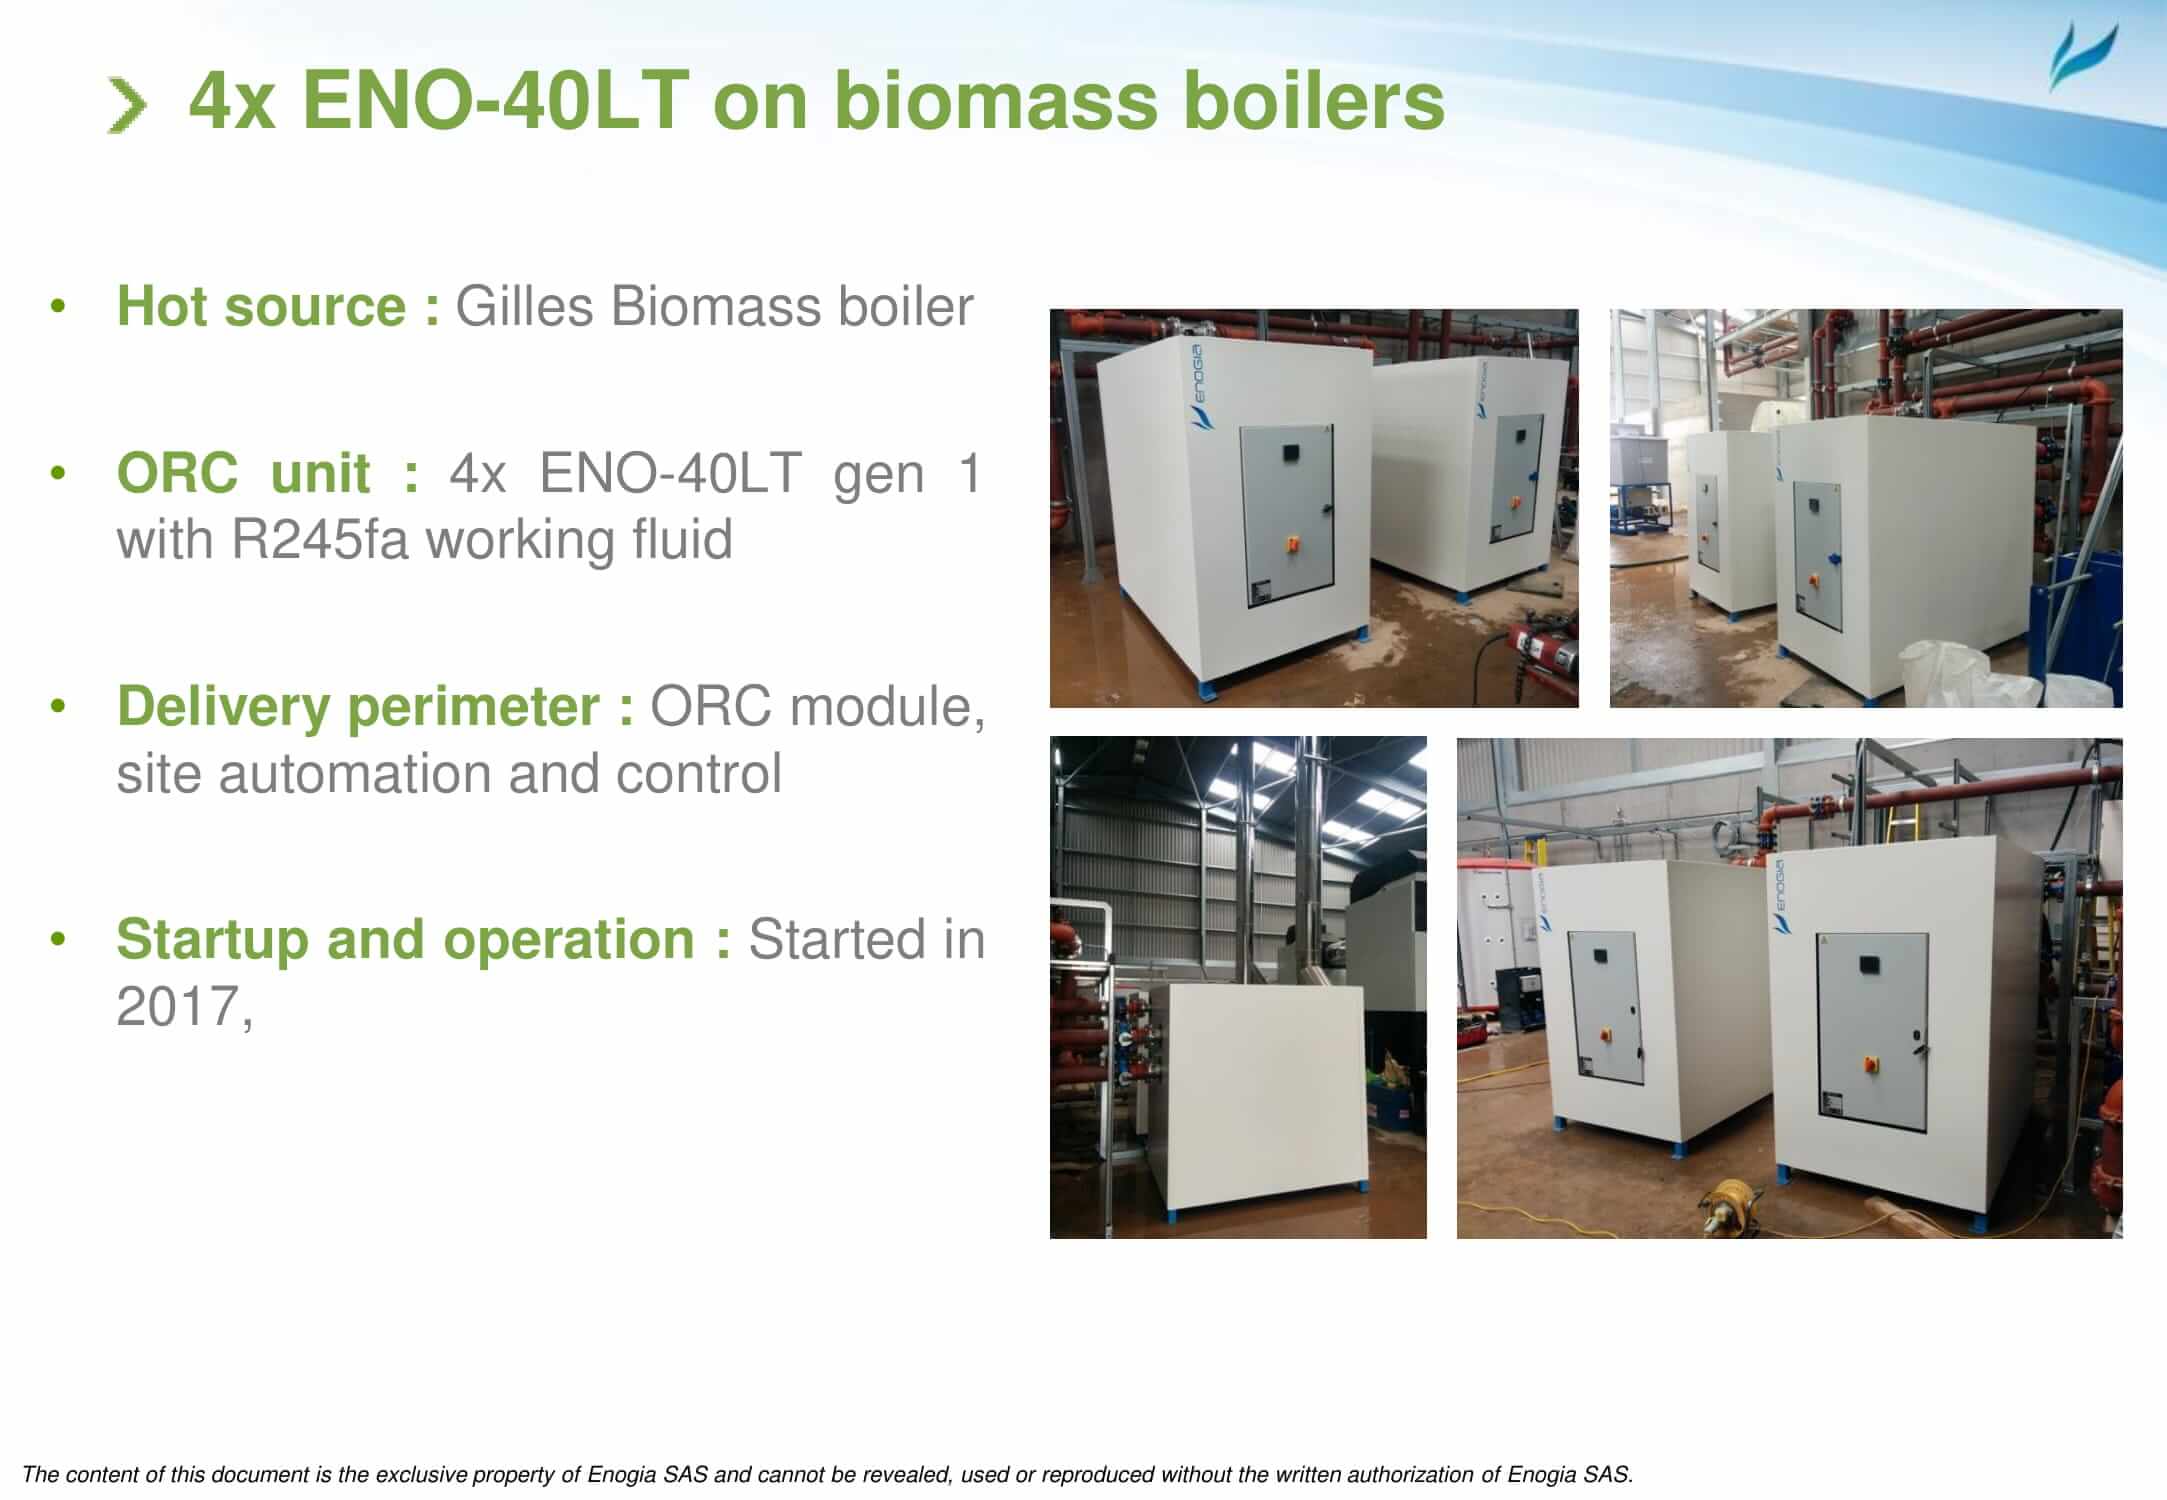 4x ENO-40LT on biomass boilers
• Hot source : Gilles Biomass boiler
• ORC unit : 4x ENO-40LT gen 1
with R245fa working fluid
• Delivery perimeter : ORC module,
site automation and control
• Startup and operation : Started in
2017,
ENOGIA
ENOGIA
ENOGIA
ENOGIA
The content of this document is the exclusive property of Enogia SAS and cannot be revealed, used or reproduced without the written authorization of Enogia SAS.